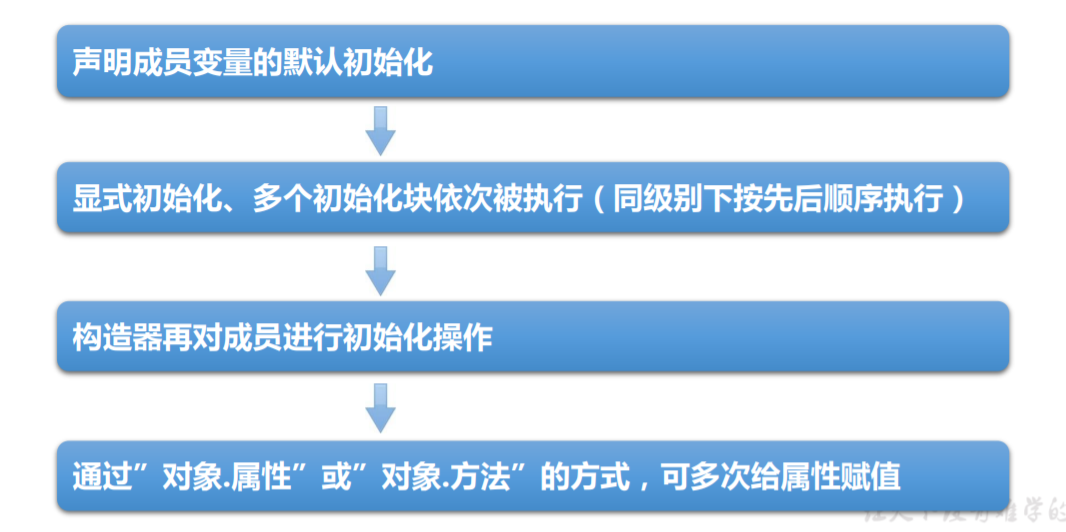 声明成员变量的默认初始化
显式初始化、多个初始化块依次被执行（同级别下按先后顺序执行）
构造器再对成员进行初始化操作
通过”对象.属性”或”对象.方法”的方式，可多次给属性赋值